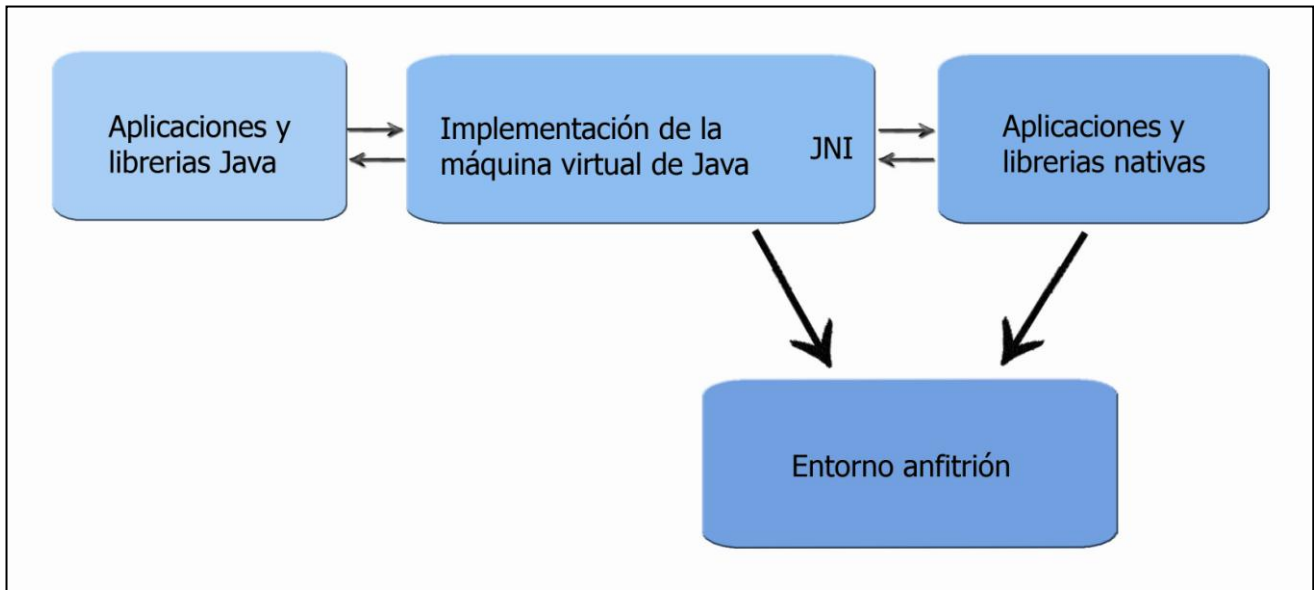 Aplicaciones y
librerias Java
Implementación de la
máquina virtual de Java
JNI
Aplicaciones y
librerias nativas
Entorno anfitrión